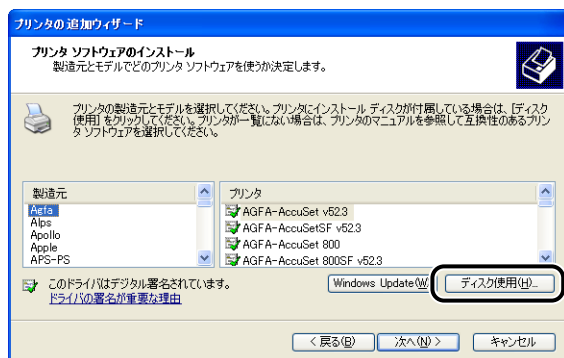 プリンタの追加ウィザード
プリンタ ソフトウェアのインストール
製造元とモデルでどのプリンタ ソフトウェアを使うか決定します。
プリンタの製造元とモデルを選択してください。プリンタにインストール ディスクが付属している場合は、[ディスク
使用] をクリックしてください。プリンタが一覧にない場合は、プリンタのマニュアルを参照して互換性のあるプリン
タ ソフトウェアを選択してください。
製造元
Agfa
Alps
Apollo
Apple
APS-PS
プリンタ
AGFA-AccuSet v52.3
AGFA-AccuSetSF v52.3
AGFA-AccuSet 800
AGFA-AccuSet 800SF v52.3
このドライバはデジタル署名されています。
ドライバの署名が重要な理由
Windows Update(W)
ディスク使用(H)...
< 戻る(B)
次へ(N) >
キャンセル